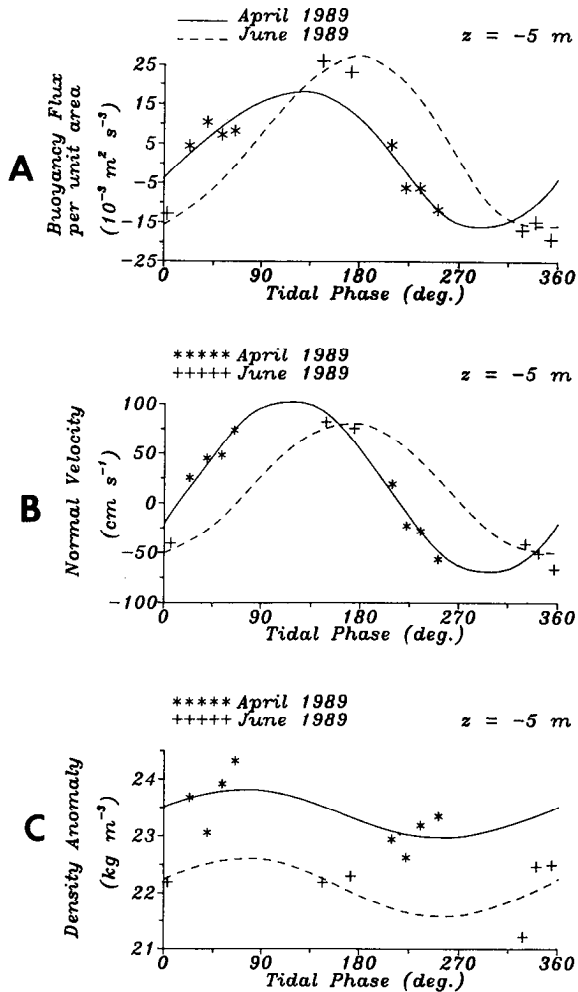 April 1989
June 1989
z = -5 m
A
Buoyancy Flux
per unit area
(10⁻³ m² s⁻³)
25
15
5
-5
-15
-25
0 90 180 270 360
Tidal Phase (deg.)
***** April 1989
+++++ June 1989
z = -5 m
B
Normal Velocity
(cm s⁻¹)
100
50
0
-50
-100
0 90 180 270 360
Tidal Phase (deg.)
***** April 1989
+++++ June 1989
z = -5 m
C
Density Anomaly
(kg m⁻³)
24
23
22
21
0 90 180 270 360
Tidal Phase (deg.)